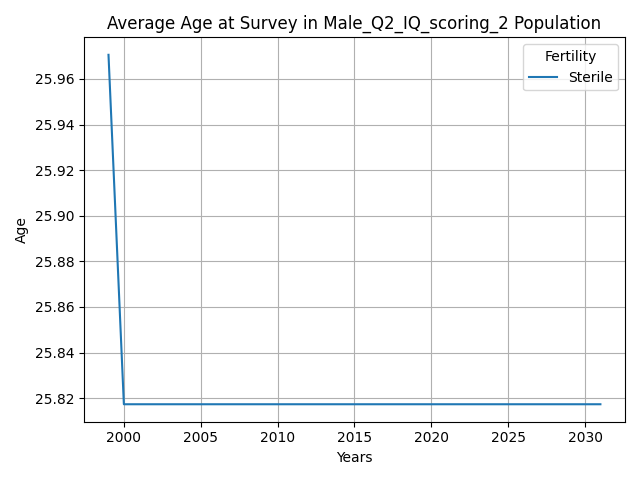 Average Age at Survey in Male_Q2_IQ_scoring_2 Population
Fertility
Sterile
25.96
25.94
25.92
25.90
25.88
25.86
25.84
25.82
Age
2000 2005 2010 2015 2020 2025 2030
Years